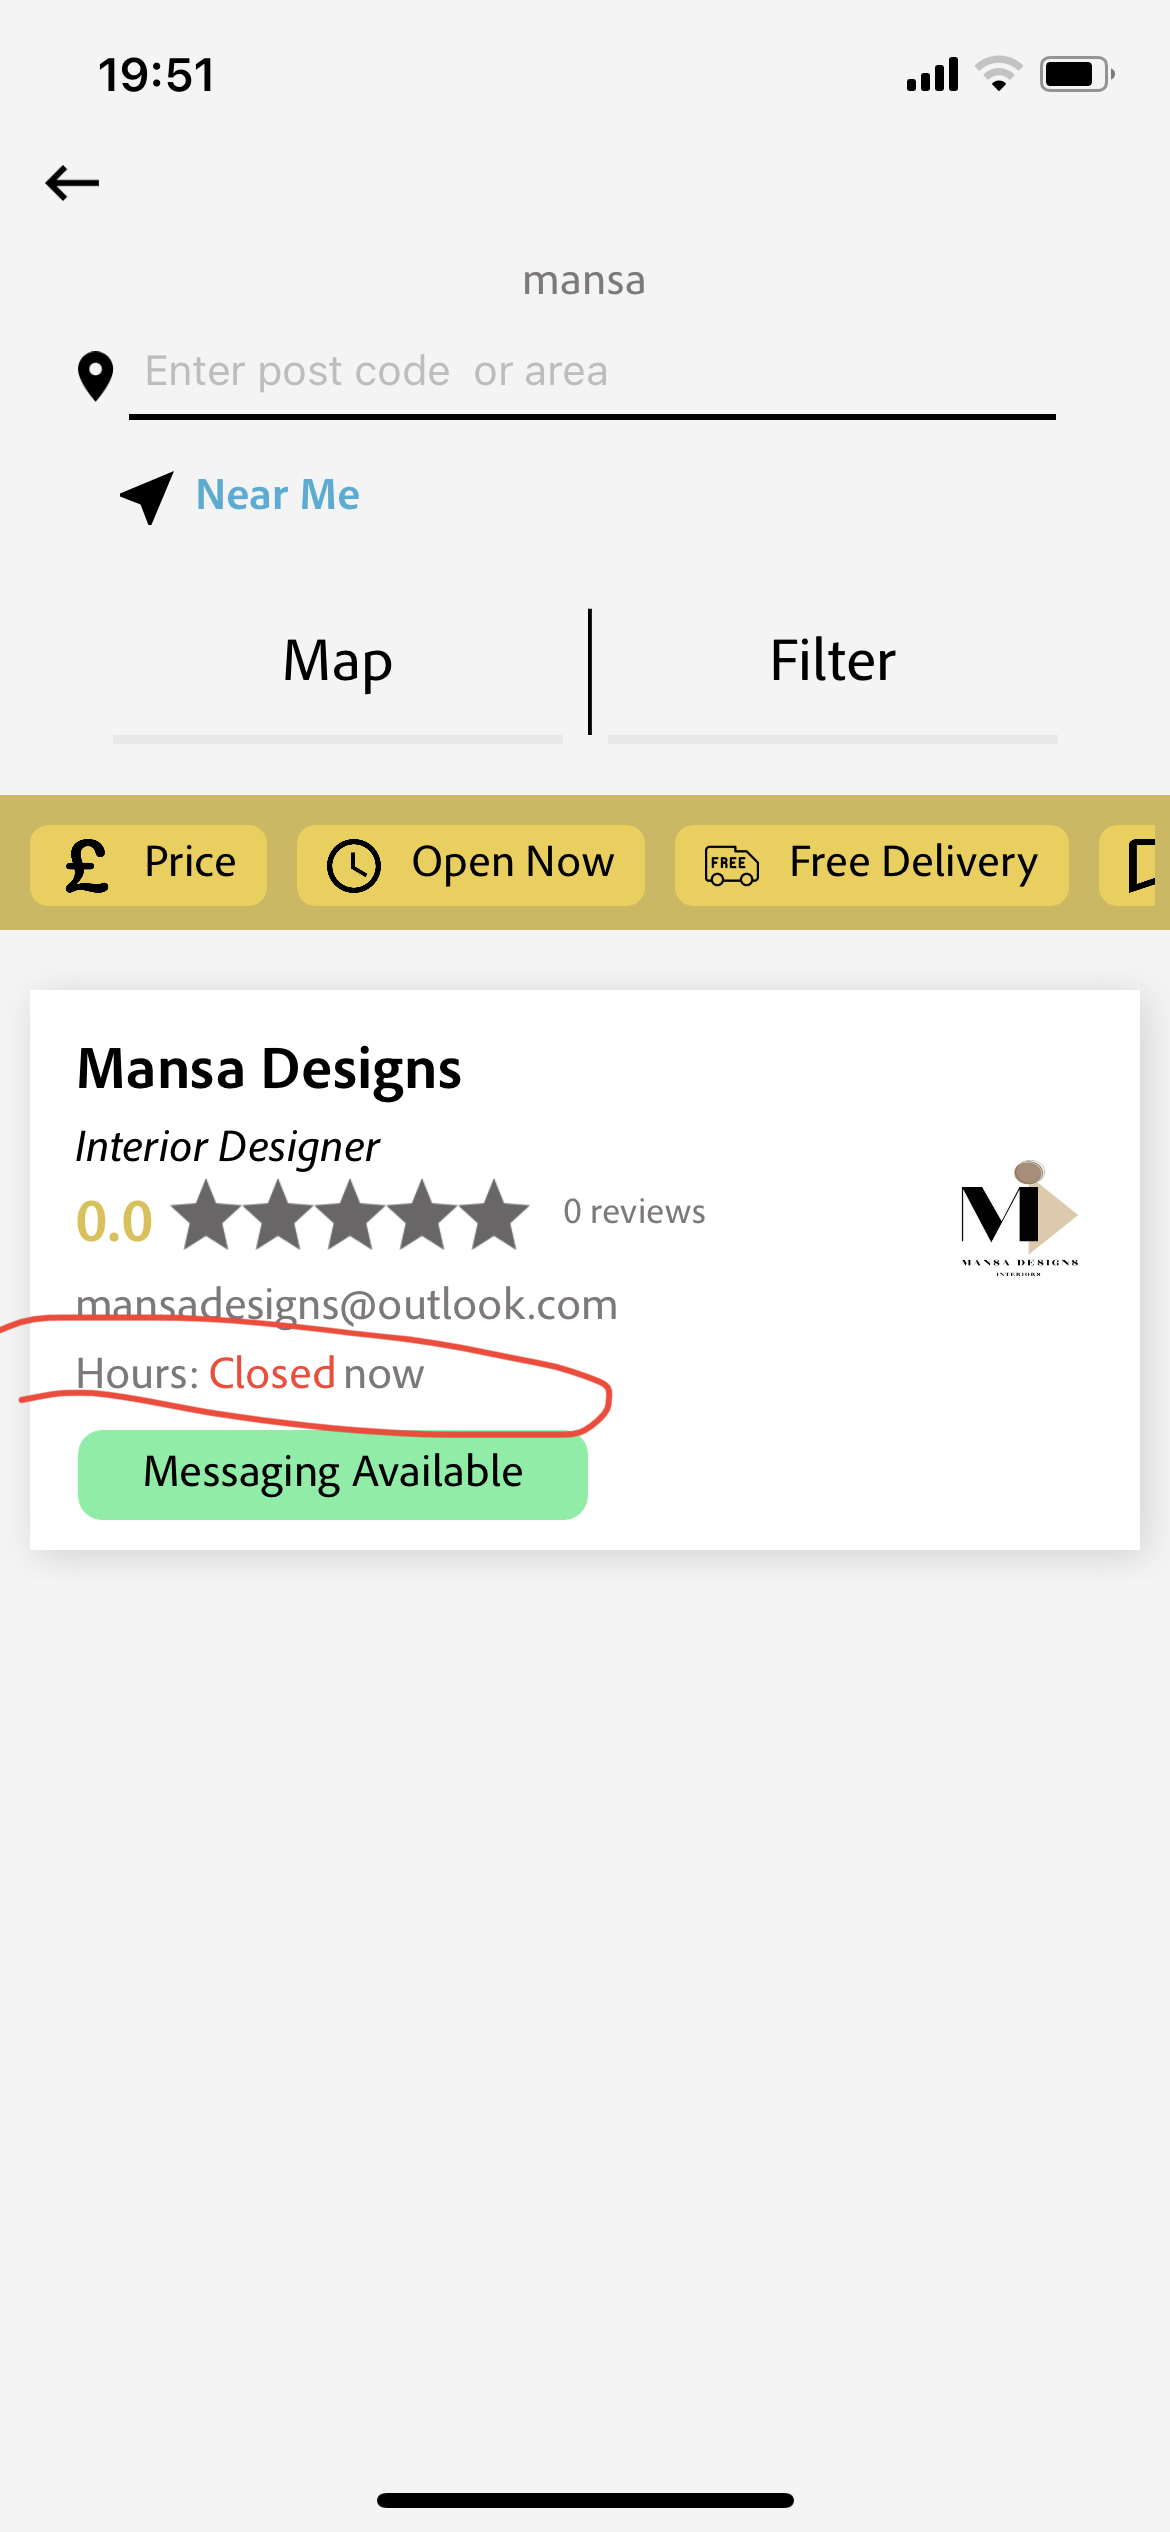 19:51
mansa
Enter post code  or area
Near Me
Map
Filter
£ Price
Open Now
FREE Free Delivery
Mansa Designs
Interior Designer
0.0
0 reviews
M
MANSA DESIGNS
INTERIORS
mansadesigns@outlook.com
Hours: Closed now
Messaging Available